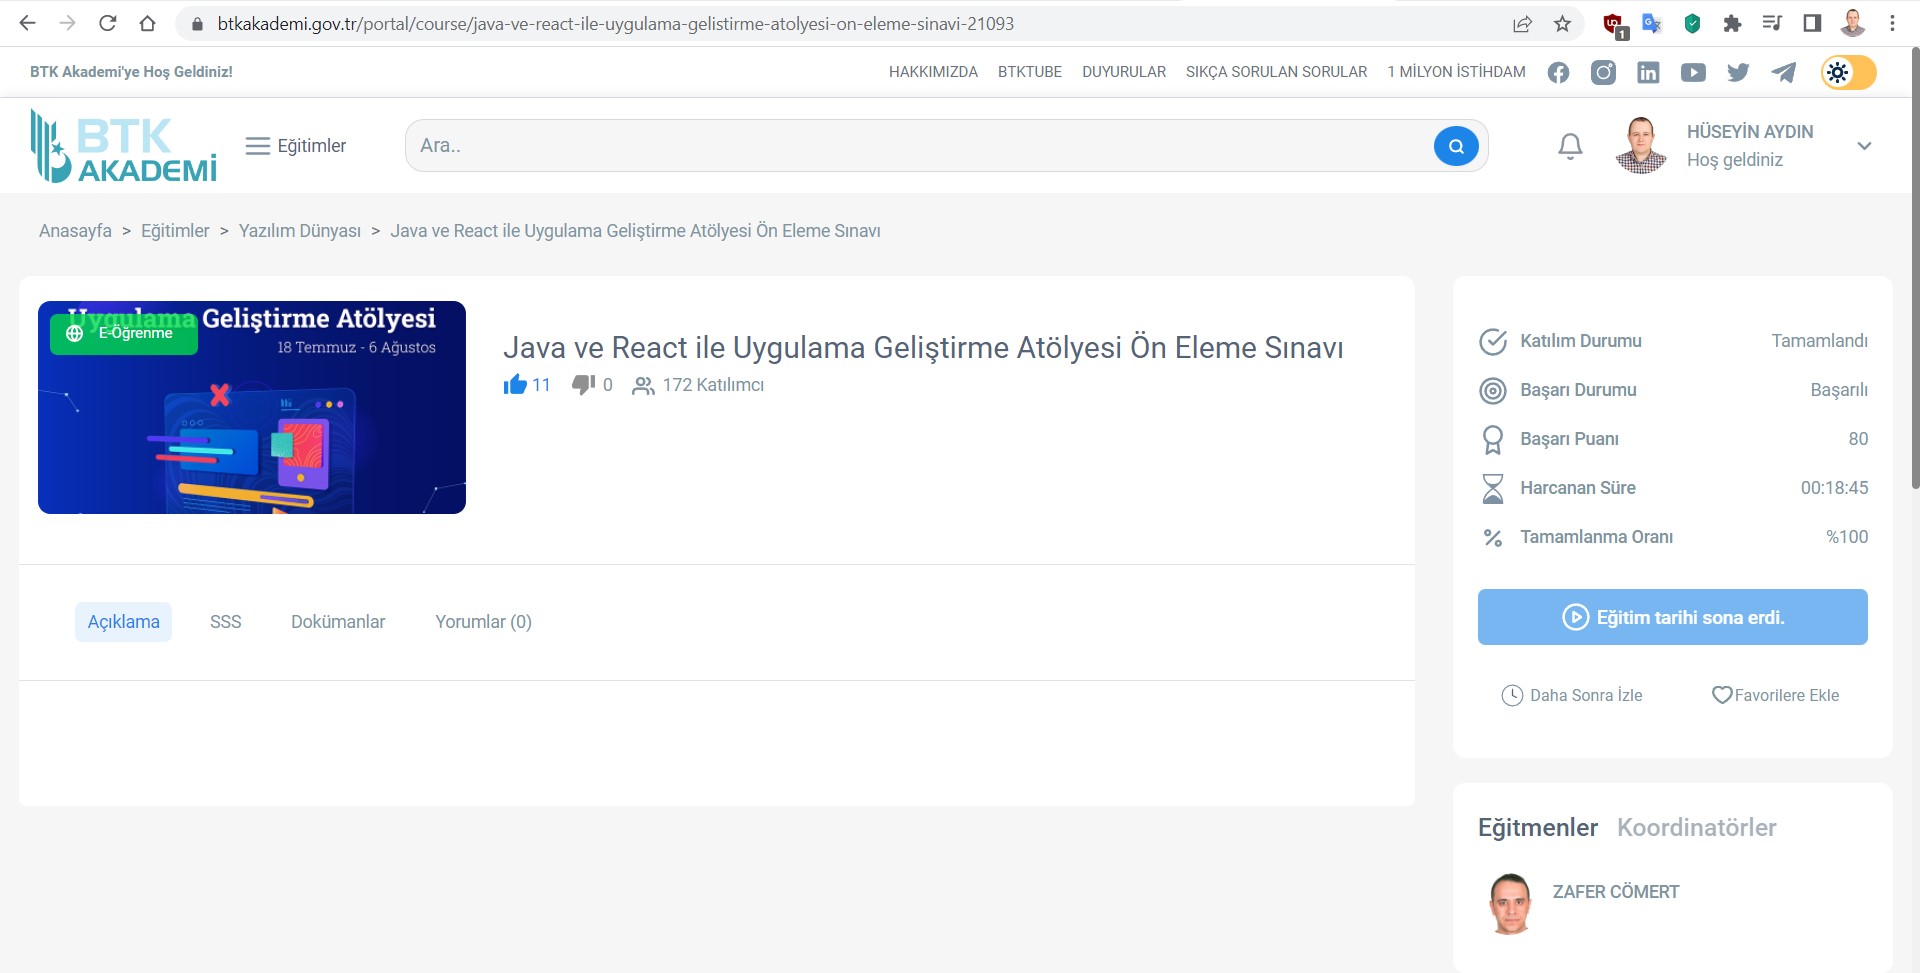 btkakademi.gov.tr/portal/course/java-ve-react-ile-uygulama-gelistirme-atolyesi-on-eleme-sinavi-21093
1
BTK Akademi'ye Hoş Geldiniz!
HAKKIMIZDA BTKTUBE DUYURULAR SIKÇA SORULAN SORULAR 1 MİLYON İSTİHDAM
BTK
AKADEMİ
Eğitimler
Ara..
HÜSEYİN AYDIN
Hoş geldiniz
Anasayfa > Eğitimler > Yazılım Dünyası > Java ve React ile Uygulama Geliştirme Atölyesi Ön Eleme Sınavı
Uygulama Geliştirme Atölyesi
E-Öğrenme
18 Temmuz - 6 Ağustos
Java ve React ile Uygulama Geliştirme Atölyesi Ön Eleme Sınavı
11 0 172 Katılımcı
Açıklama SSS Dokümanlar Yorumlar (0)
Katılım Durumu Tamamlandı
Başarı Durumu Başarılı
Başarı Puanı 80
Harcanan Süre 00:18:45
Tamamlanma Oranı %100
Eğitim tarihi sona erdi.
Daha Sonra İzle Favorilere Ekle
Eğitmenler Koordinatörler
ZAFER CÖMERT